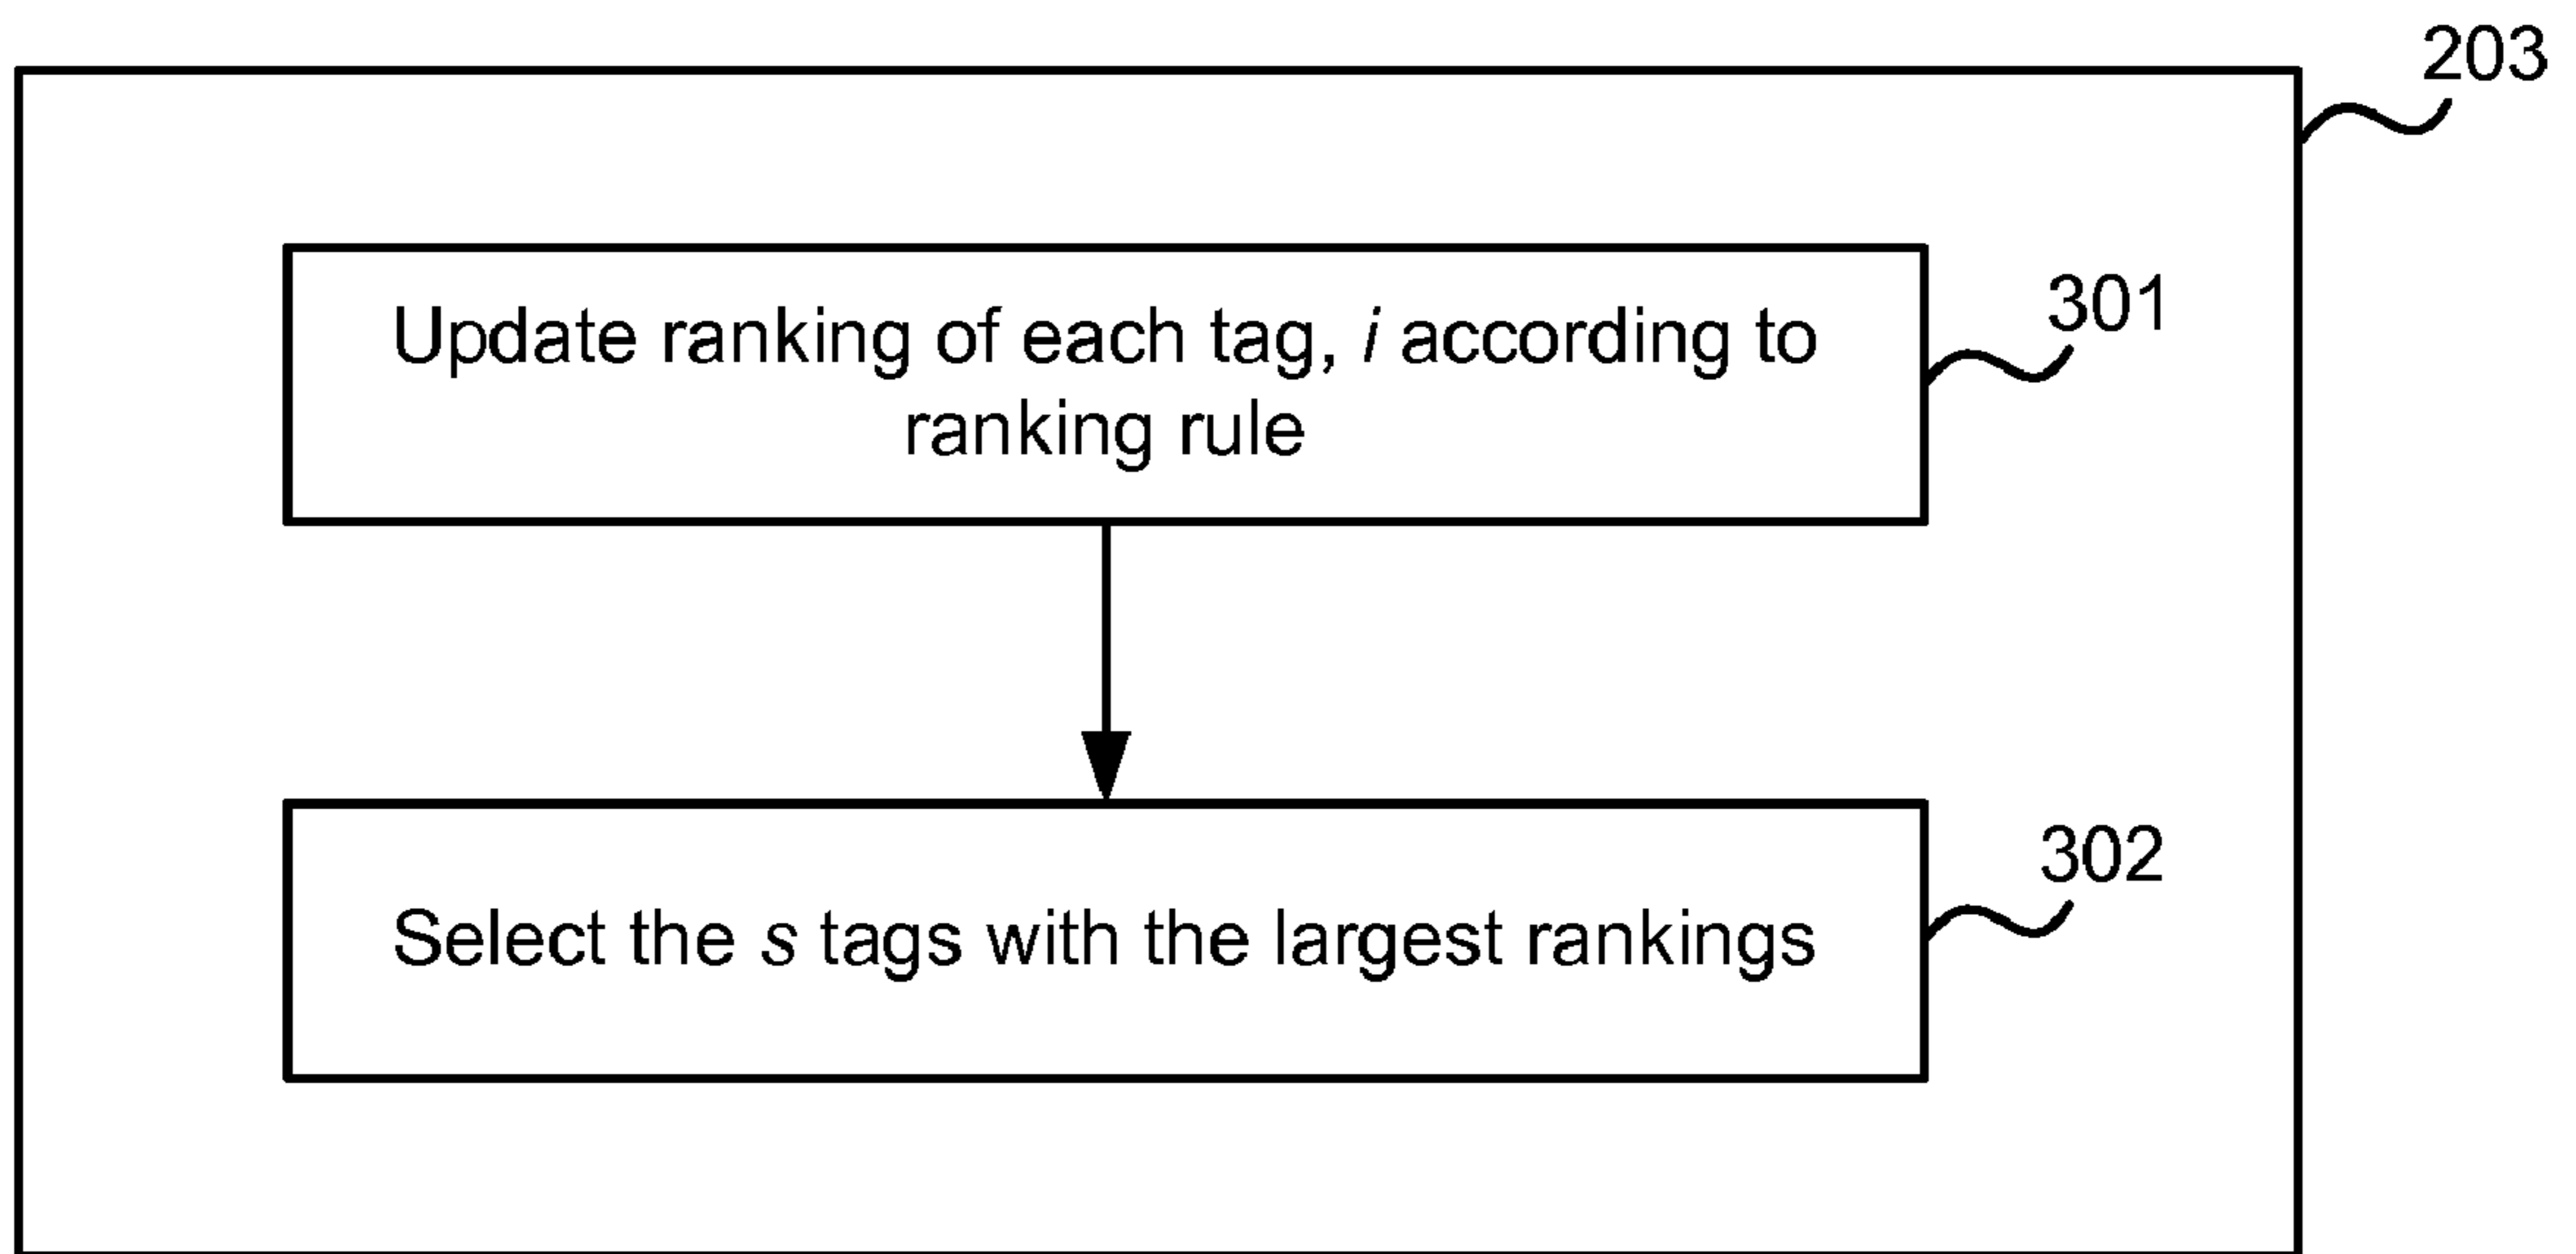 203
Update ranking of each tag, i according to
ranking rule
301
Select the s tags with the largest rankings
302